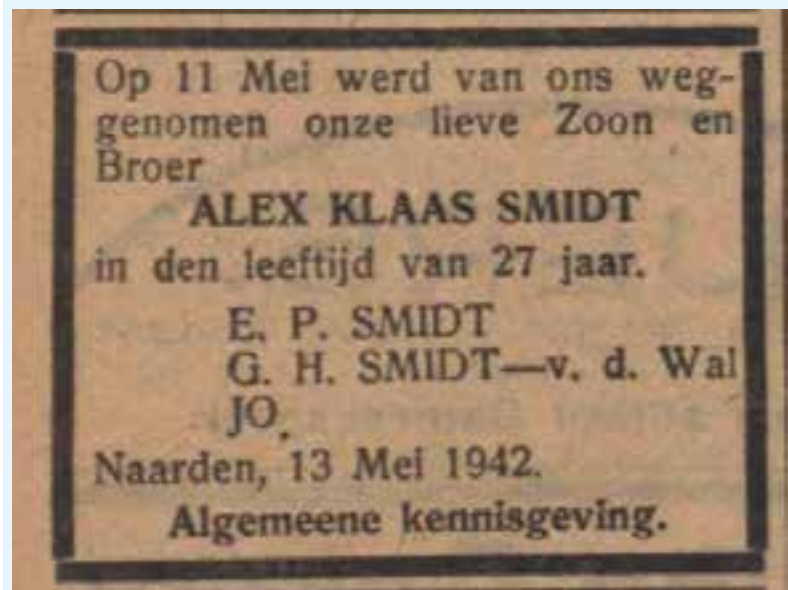 Op 11 Mei werd van ons weg-
genomen onze lieve Zoon en
Broer
ALEX KLAAS SMIDT
in den leeftijd van 27 jaar.
E. P. SMIDT
G. H. SMIDT—v. d. Wal
JO.
Naarden, 13 Mei 1942.
Algemeene kennisgeving.